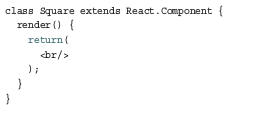 class Square extends React.Component {
  render() {
    return(
      <br/>
    );
  }
}